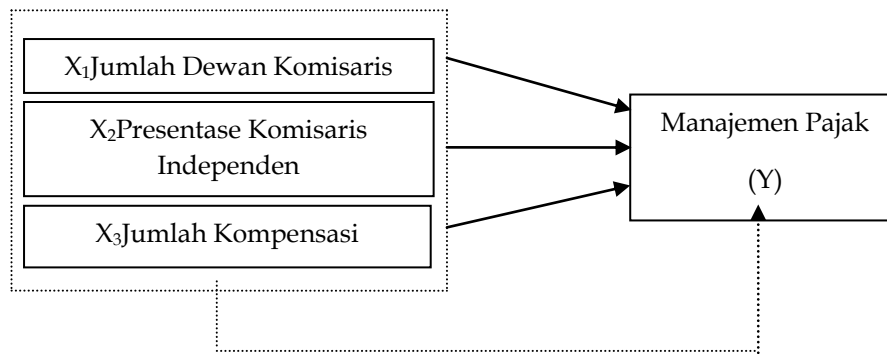 X₁Jumlah Dewan Komisaris
X₂Presentase Komisaris
Independen
X₃Jumlah Kompensasi
Manajemen Pajak
(Y)